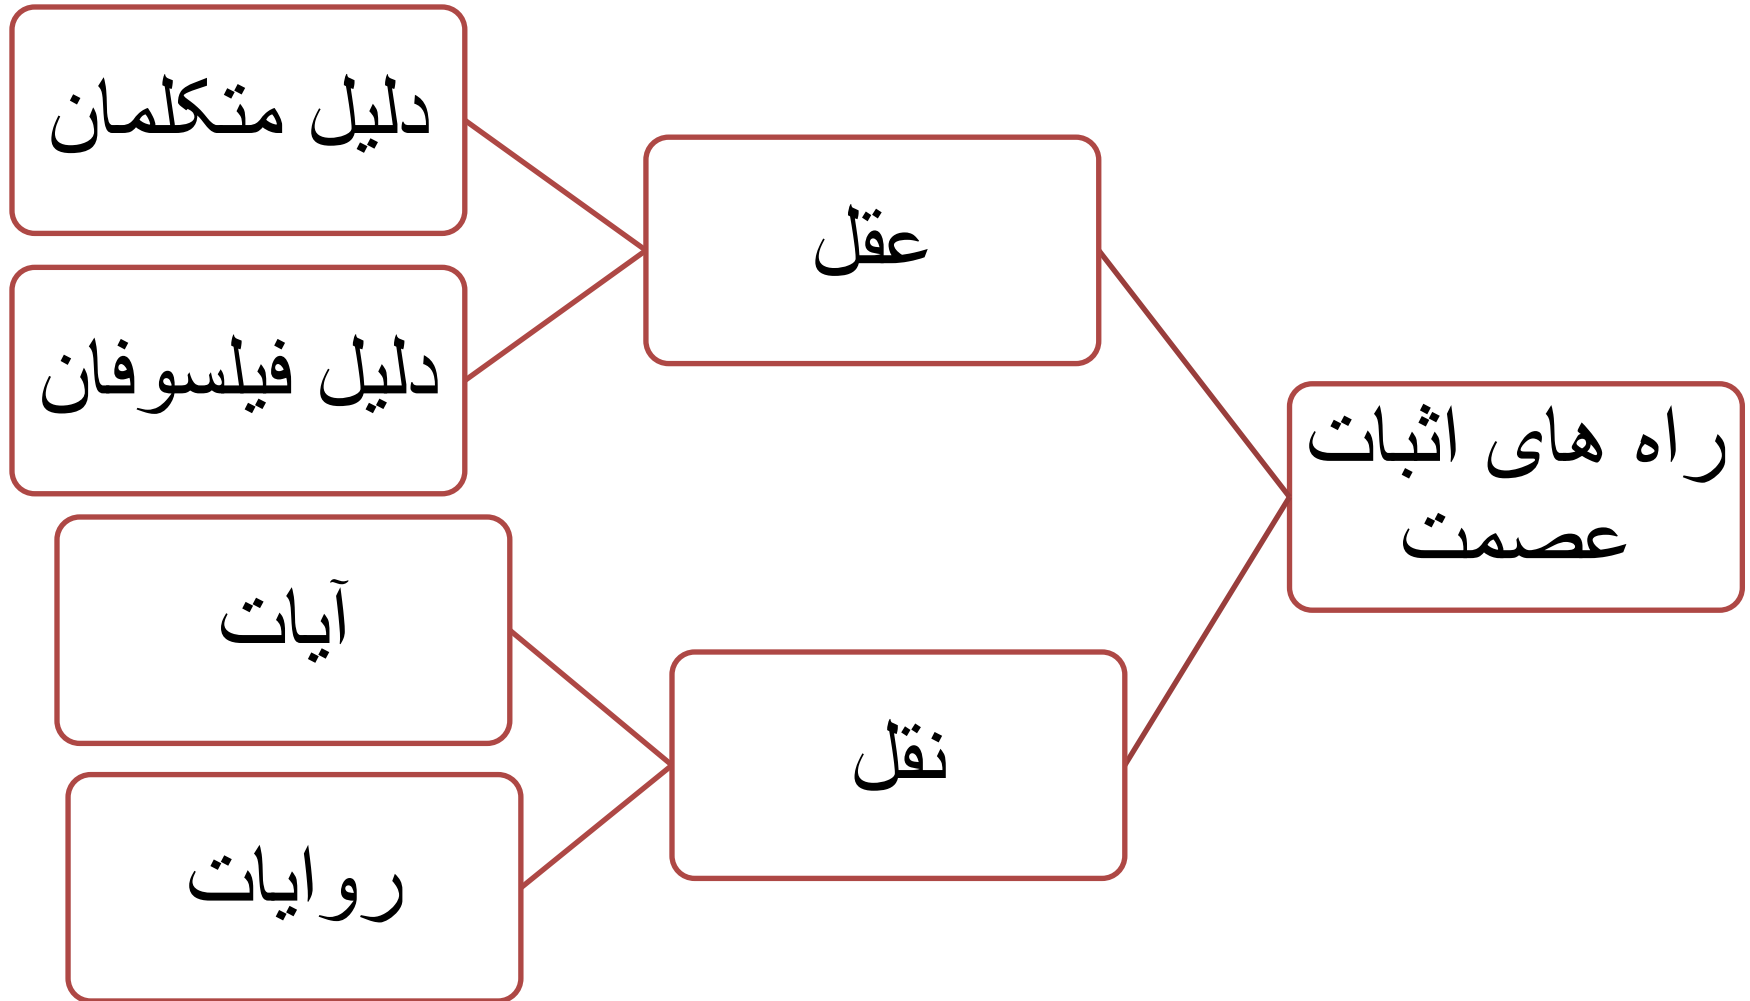 راه های اثبات
عصمت
عقل
دلیل متکلمان
دلیل فیلسوفان
نقل
آیات
روایات